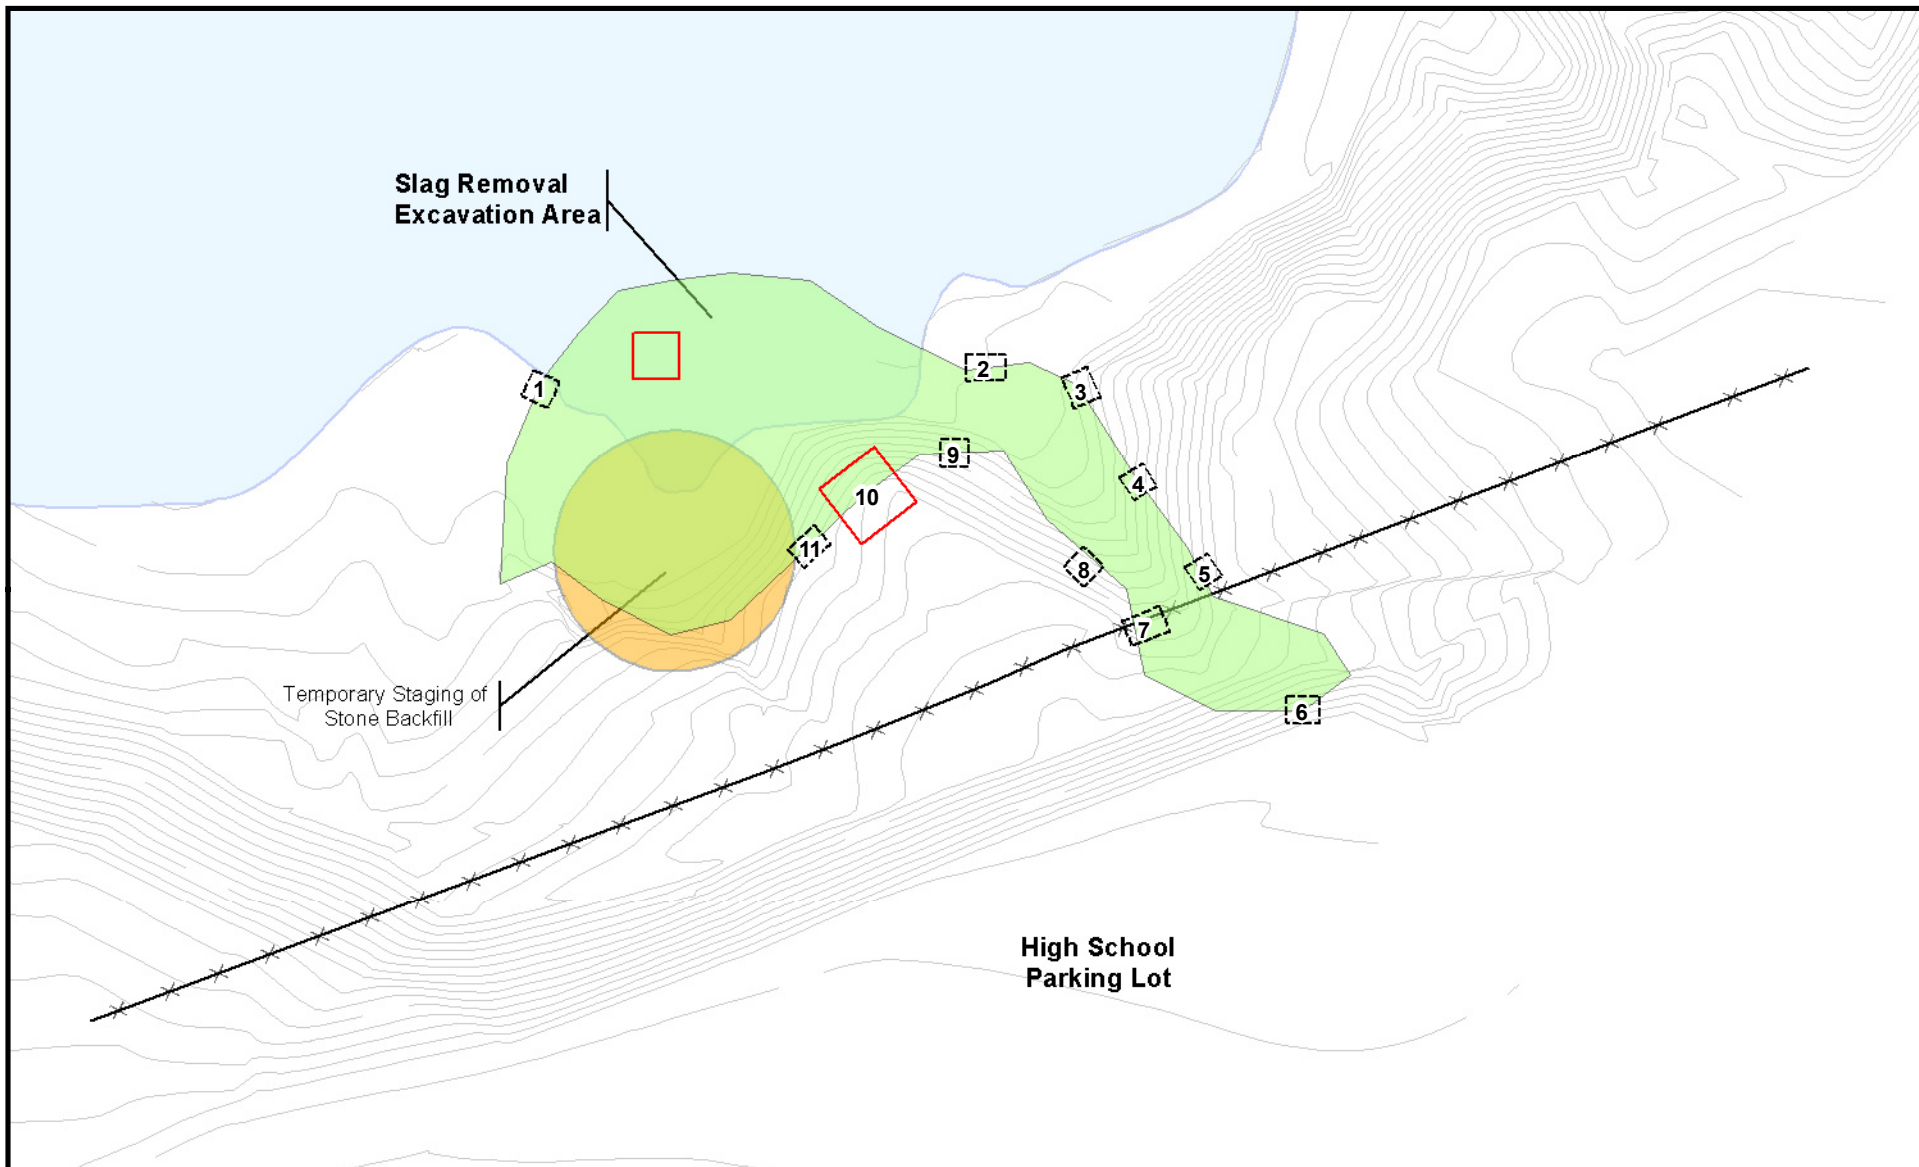 Slag Removal
Excavation Area
1
2
3
4
5
6
7
8
9
10
11
Temporary Staging of
Stone Backfill
High School
Parking Lot